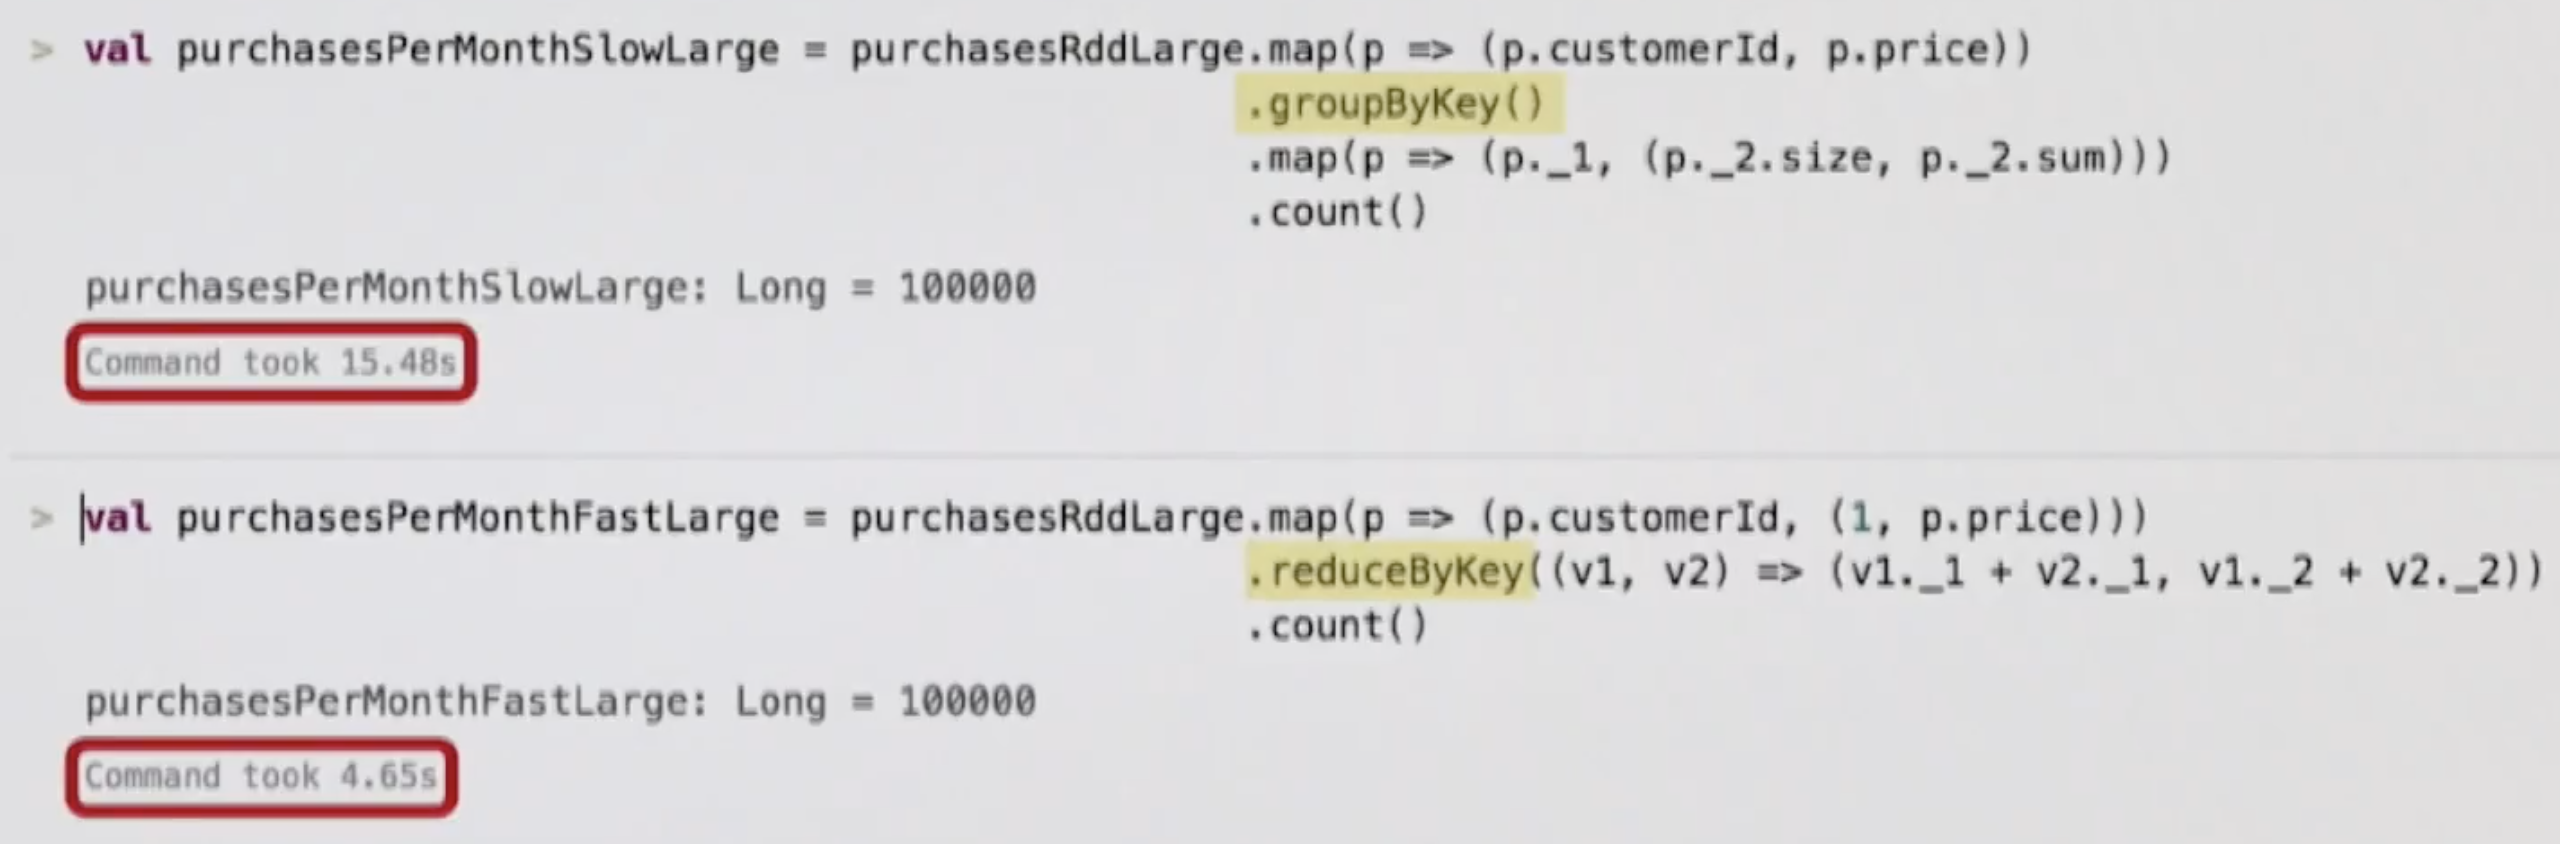 > val purchasesPerMonthSlowLarge = purchasesRddLarge.map(p => (p.customerId, p.price))
.groupByKey()
.map(p => (p._1, (p._2.size, p._2.sum)))
.count()
purchasesPerMonthSlowLarge: Long = 100000
Command took 15.48s
> val purchasesPerMonthFastLarge = purchasesRddLarge.map(p => (p.customerId, (1, p.price)))
.reduceByKey((v1, v2) => (v1._1 + v2._1, v1._2 + v2._2))
.count()
purchasesPerMonthFastLarge: Long = 100000
Command took 4.65s